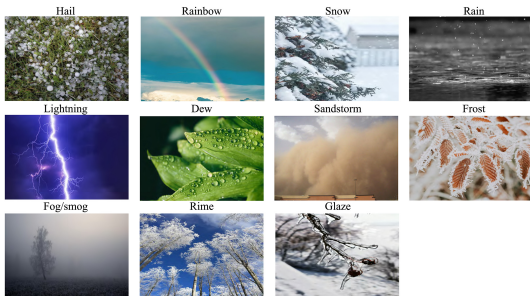 Hail
Rainbow
Snow
Rain
Lightning
Dew
Sandstorm
Frost
Fog/smog
Rime
Glaze